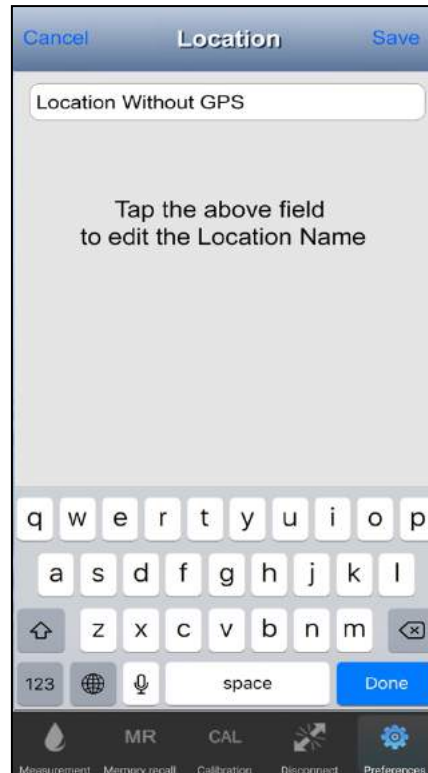 Cancel Location Save
Location Without GPS
Tap the above field
to edit the Location Name
q w e r t y u i o p
a s d f g h j k l
z x c v b n m
123 space Done
MR CAL
Measurement Memory recall Calibration Disconnect Preferences